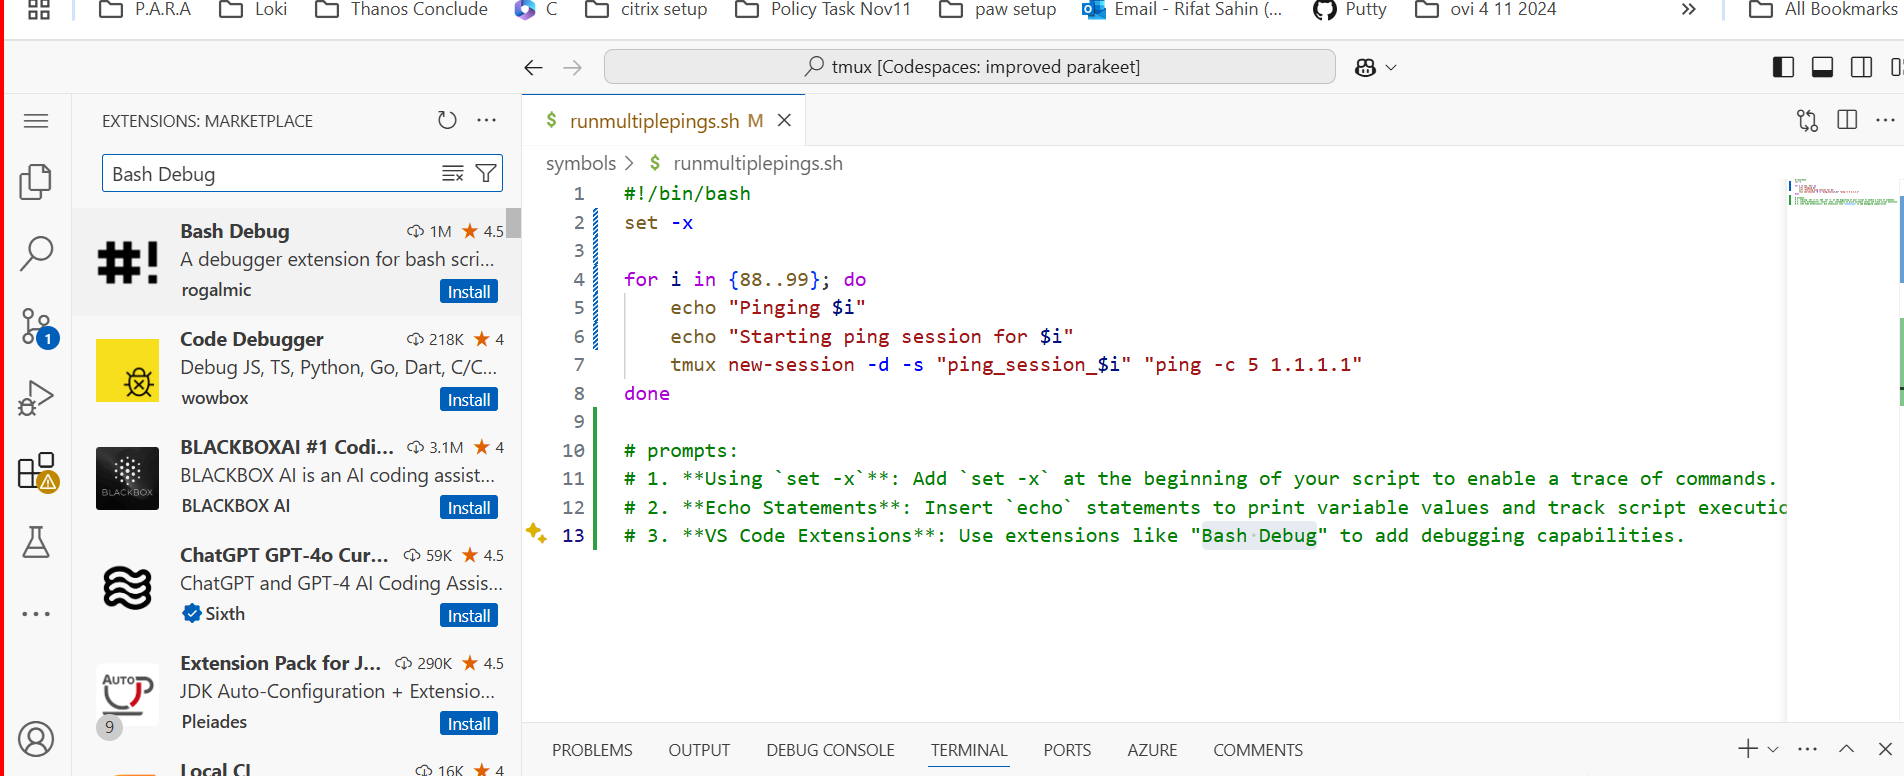 P.A.R.A Loki Thanos Conclude C citrix setup Policy Task Nov11 paw setup Email - Rifat Sahin (... Putty ovi 4 11 2024 » All Bookmarks
tmux [Codespaces: improved parakeet]
EXTENSIONS: MARKETPLACE
Bash Debug
Bash Debug 1M ★ 4.5
A debugger extension for bash scri...
rogalmic Install
Code Debugger 218K ★ 4
Debug JS, TS, Python, Go, Dart, C/C...
wowbox Install
BLACKBOX
BLACKBOXAI #1 Codi... 3.1M ★ 4
BLACKBOX AI is an AI coding assist...
BLACKBOX AI Install
ChatGPT GPT-4o Cur... 59K ★ 4.5
ChatGPT and GPT-4 AI Coding Assis...
Sixth Install
AUTO
Extension Pack for J... 290K ★ 4.5
JDK Auto-Configuration + Extensio...
Pleiades Install
9
Local CI 16K ★ 4
1
$ runmultiplepings.sh M
symbols > $ runmultiplepings.sh
1 #!/bin/bash
2 set -x
3
4 for i in {88..99}; do
5 echo "Pinging $i"
6 echo "Starting ping session for $i"
7 tmux new-session -d -s "ping_session_$i" "ping -c 5 1.1.1.1"
8 done
9
10 # prompts:
11 # 1. **Using `set -x`**: Add `set -x` at the beginning of your script to enable a trace of commands.
12 # 2. **Echo Statements**: Insert `echo` statements to print variable values and track script executio
13 # 3. **VS Code Extensions**: Use extensions like "Bash Debug" to add debugging capabilities.
PROBLEMS OUTPUT DEBUG CONSOLE TERMINAL PORTS AZURE COMMENTS